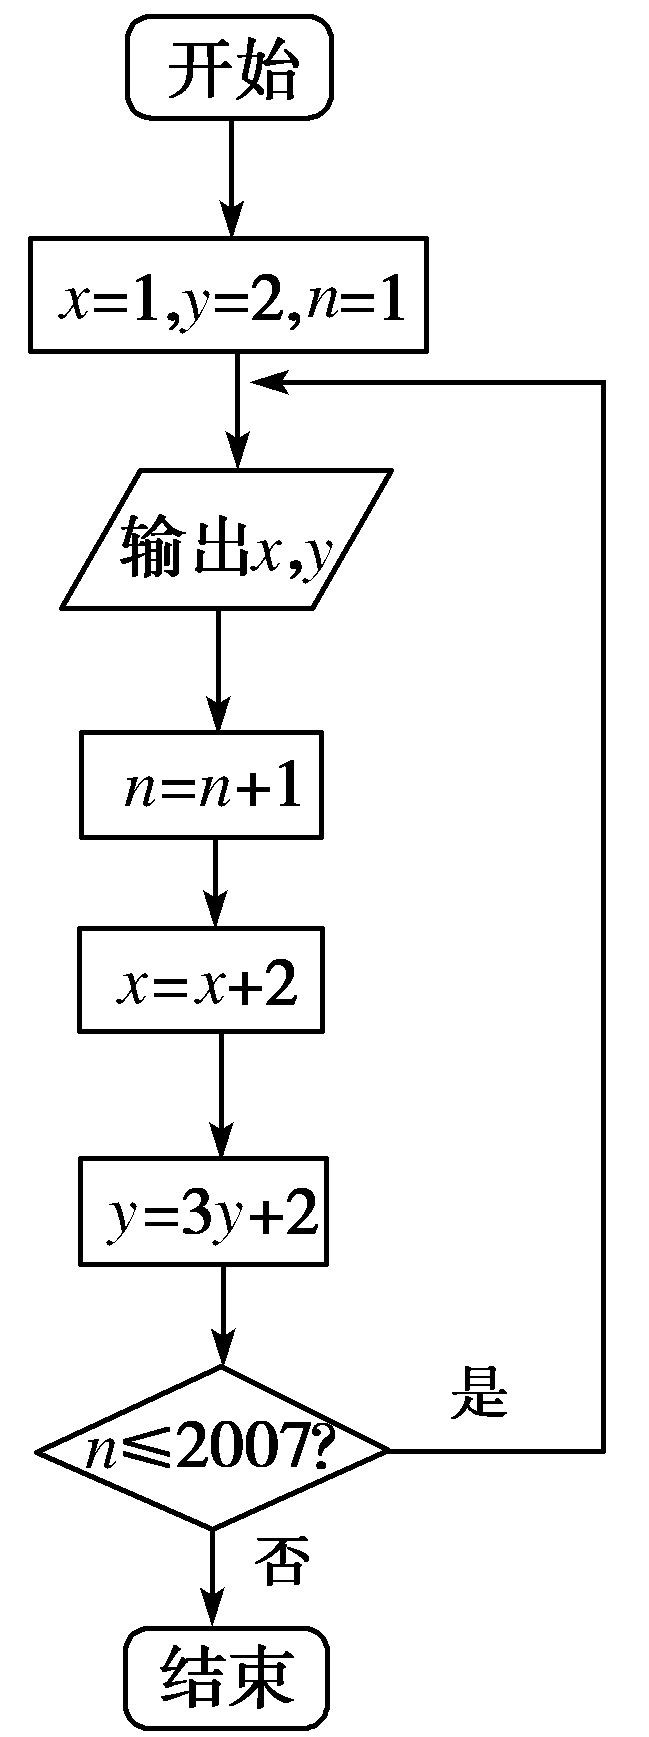 开始
x=1,y=2,n=1
输出x,y
n=n+1
x=x+2
y=3y+2
n≤2007?
是
否
结束